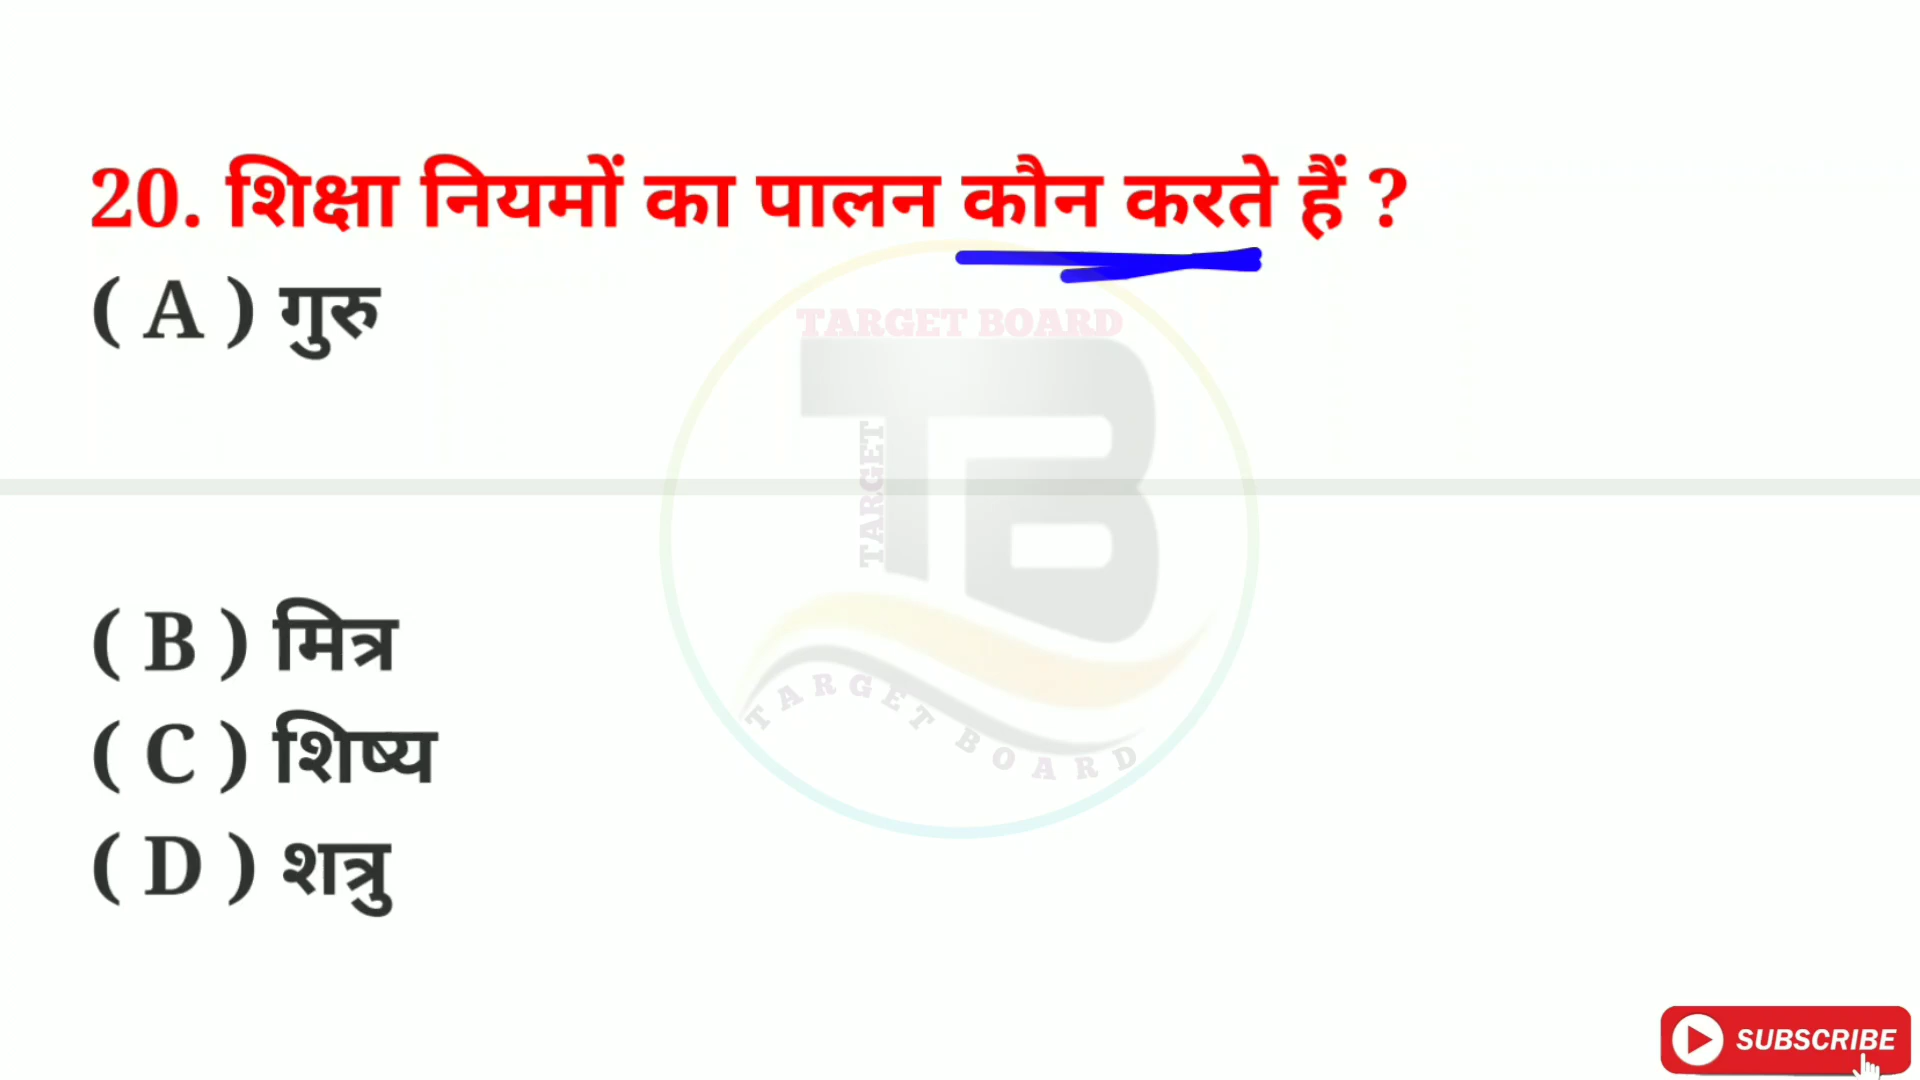 20. शिक्षा नियमों का पालन कौन करते हैं ?
( A ) गुरु
TARGET BOARD
TARGET
( B ) मित्र
( C ) शिष्य
TARGET BOARD
( D ) शत्रु
SUBSCRIBE